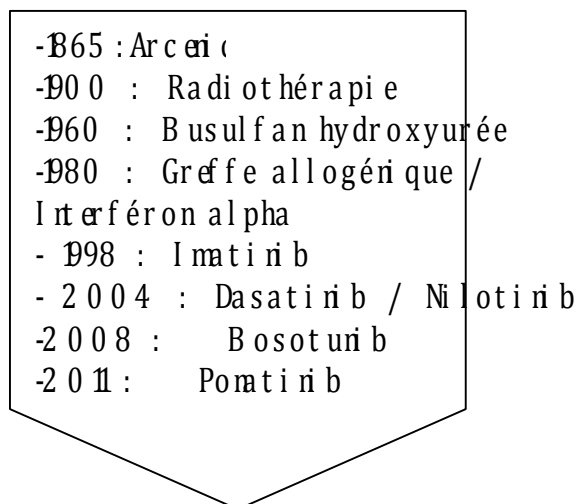 -1865 : Arcenic
-1900 : Radiothérapie
-1960 : Busulfan hydroxyurée
-1980 : Greffe allogénique /
Interféron alpha
- 1998 : Imatinib
- 2004 : Dasatinib / Nilotinib
-2008 : Bosotunib
-2011 : Ponatinib